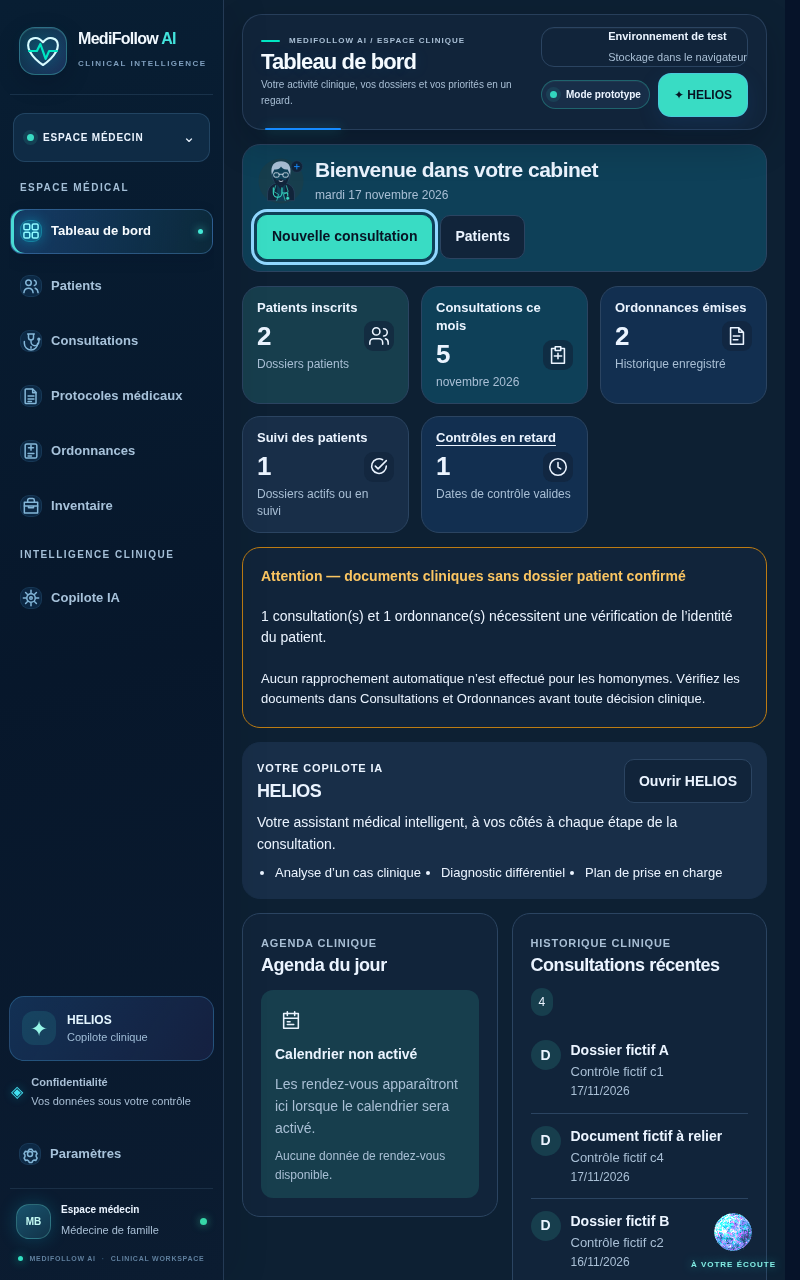 MediFollow AI
CLINICAL INTELLIGENCE
ESPACE MÉDECIN
ESPACE MÉDICAL
Tableau de bord
Patients
Consultations
Protocoles médicaux
Ordonnances
Inventaire
INTELLIGENCE CLINIQUE
Copilote IA
HELIOS
Copilote clinique
Confidentialité
Vos données sous votre contrôle
Paramètres
MB
Espace médecin
Médecine de famille
MEDIFOLLOW AI · CLINICAL WORKSPACE
MEDIFOLLOW AI / ESPACE CLINIQUE
Tableau de bord
Votre activité clinique, vos dossiers et vos priorités en un
regard.
Environnement de test
Stockage dans le navigateur
Mode prototype
✦ HELIOS
Bienvenue dans votre cabinet
mardi 17 novembre 2026
Nouvelle consultation
Patients
Patients inscrits
2
Dossiers patients
Consultations ce
mois
5
novembre 2026
Ordonnances émises
2
Historique enregistré
Suivi des patients
1
Dossiers actifs ou en
suivi
Contrôles en retard
1
Dates de contrôle valides
Attention — documents cliniques sans dossier patient confirmé
1 consultation(s) et 1 ordonnance(s) nécessitent une vérification de l’identité
du patient.
Aucun rapprochement automatique n’est effectué pour les homonymes. Vérifiez les
documents dans Consultations et Ordonnances avant toute décision clinique.
VOTRE COPILOTE IA
HELIOS
Ouvrir HELIOS
Votre assistant médical intelligent, à vos côtés à chaque étape de la
consultation.
• Analyse d’un cas clinique • Diagnostic différentiel • Plan de prise en charge
AGENDA CLINIQUE
Agenda du jour
Calendrier non activé
Les rendez-vous apparaîtront
ici lorsque le calendrier sera
activé.
Aucune donnée de rendez-vous
disponible.
HISTORIQUE CLINIQUE
Consultations récentes
4
D
Dossier fictif A
Contrôle fictif c1
17/11/2026
D
Document fictif à relier
Contrôle fictif c4
17/11/2026
D
Dossier fictif B
Contrôle fictif c2
16/11/2026
À VOTRE ÉCOUTE